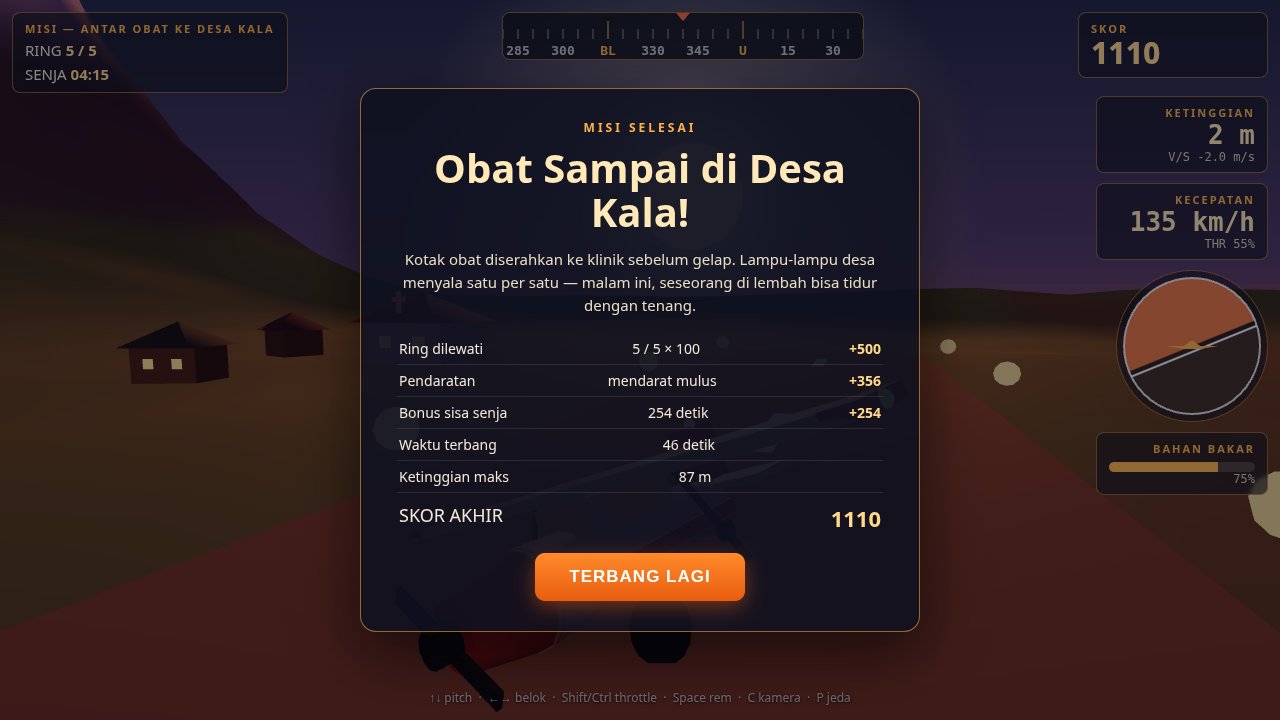 MISI — ANTAR OBAT KE DESA KALA
RING 5 / 5
SENJA 04:15
285 300 BL 330 345 U 15 30
SKOR
1110
KETINGGIAN
2 m
V/S -2.0 m/s
KECEPATAN
135 km/h
THR 55%
BAHAN BAKAR
75%
MISI SELESAI
Obat Sampai di Desa
Kala!
Kotak obat diserahkan ke klinik sebelum gelap. Lampu-lampu desa
menyala satu per satu — malam ini, seseorang di lembah bisa tidur
dengan tenang.
Ring dilewati 5 / 5 × 100 +500
Pendaratan mendarat mulus +356
Bonus sisa senja 254 detik +254
Waktu terbang 46 detik
Ketinggian maks 87 m
SKOR AKHIR 1110
TERBANG LAGI
↑↓ pitch · ←→ belok · Shift/Ctrl throttle · Space rem · C kamera · P jeda